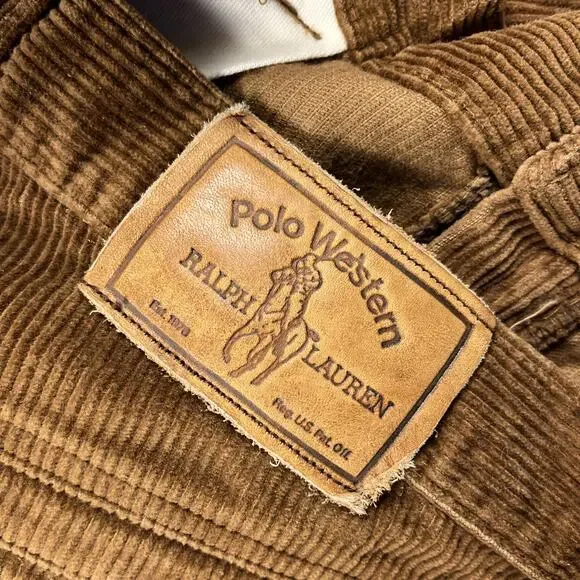 Polo Western
RALPH LAUREN
Est. 1978
Reg. U.S. Pat. Off.